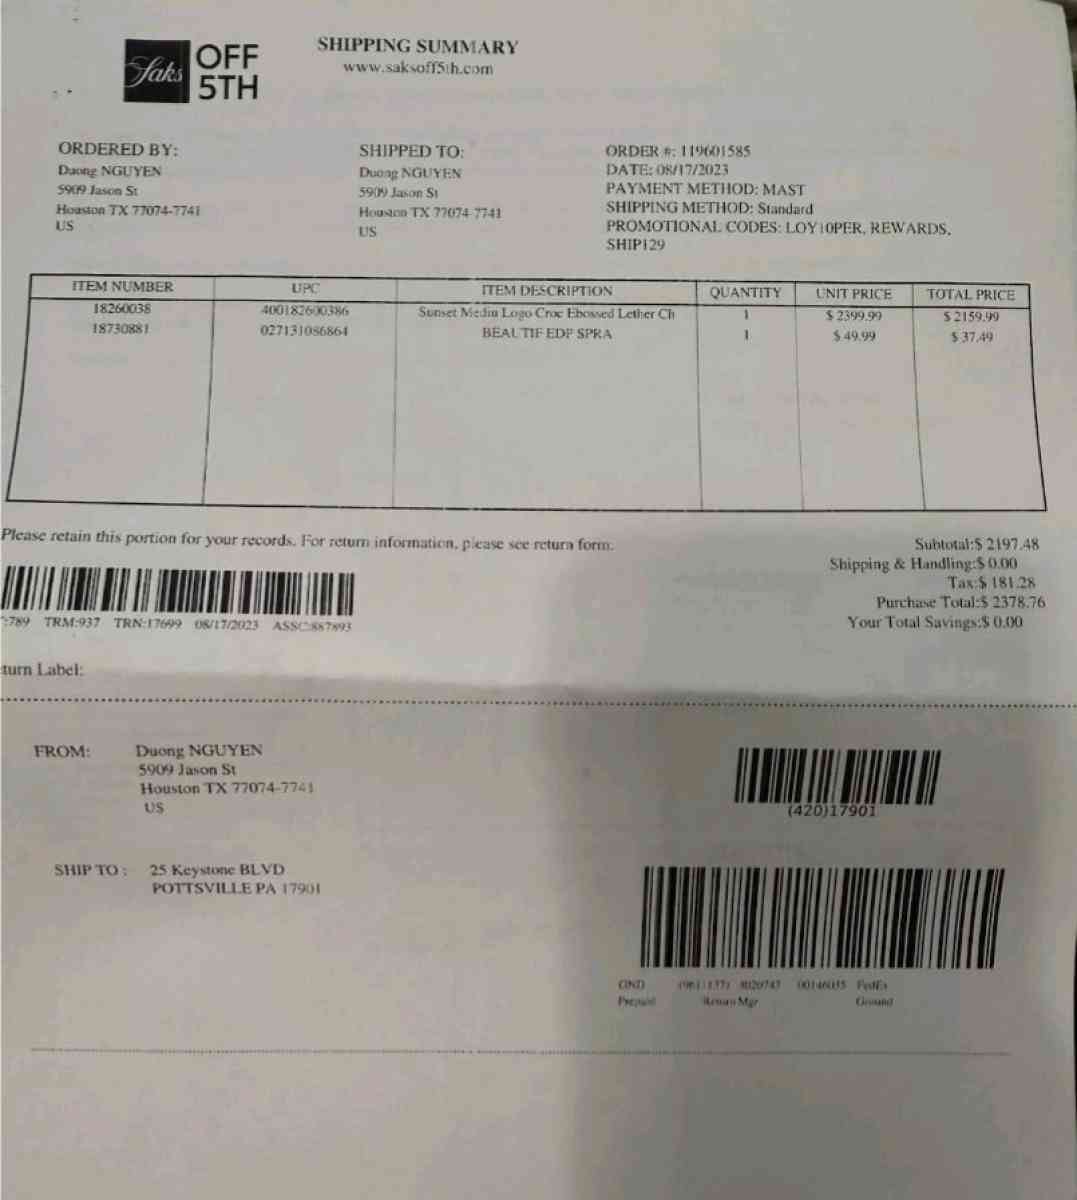 Saks OFF
5TH
SHIPPING SUMMARY
www.saksoff5th.com
ORDERED BY:
Duong NGUYEN
5909 Jason St
Houston TX 77074-7741
US
SHIPPED TO:
Duong NGUYEN
5909 Jason St
Houston TX 77074-7741
US
ORDER #: 119601585
DATE: 08/17/2023
PAYMENT METHOD: MAST
SHIPPING METHOD: Standard
PROMOTIONAL CODES: LOY10PER, REWARDS,
SHIP129
ITEM NUMBER UPC ITEM DESCRIPTION QUANTITY UNIT PRICE TOTAL PRICE
18260038 400182600386 Sunset Mediu Logo Croc Ebossed Lether Ch 1 $ 2399.99 $ 2159.99
18730881 027131086864 BEAUTIF EDP SPRA 1 $ 49.99 $ 37.49
Please retain this portion for your records. For return information, please see return form.
Subtotal:$ 2197.48
Shipping & Handling:$ 0.00
Tax:$ 181.28
Purchase Total:$ 2378.76
Your Total Savings:$ 0.00
:789 TRM:937 TRN:17699 08/17/2023 ASSC:887893
turn Label:
FROM: Duong NGUYEN
5909 Jason St
Houston TX 77074-7741
US
(420)17901
SHIP TO : 25 Keystone BLVD
POTTSVILLE PA 17901
GND 8020747 00146035 FedEx
Prepaid Return Mgr Ground